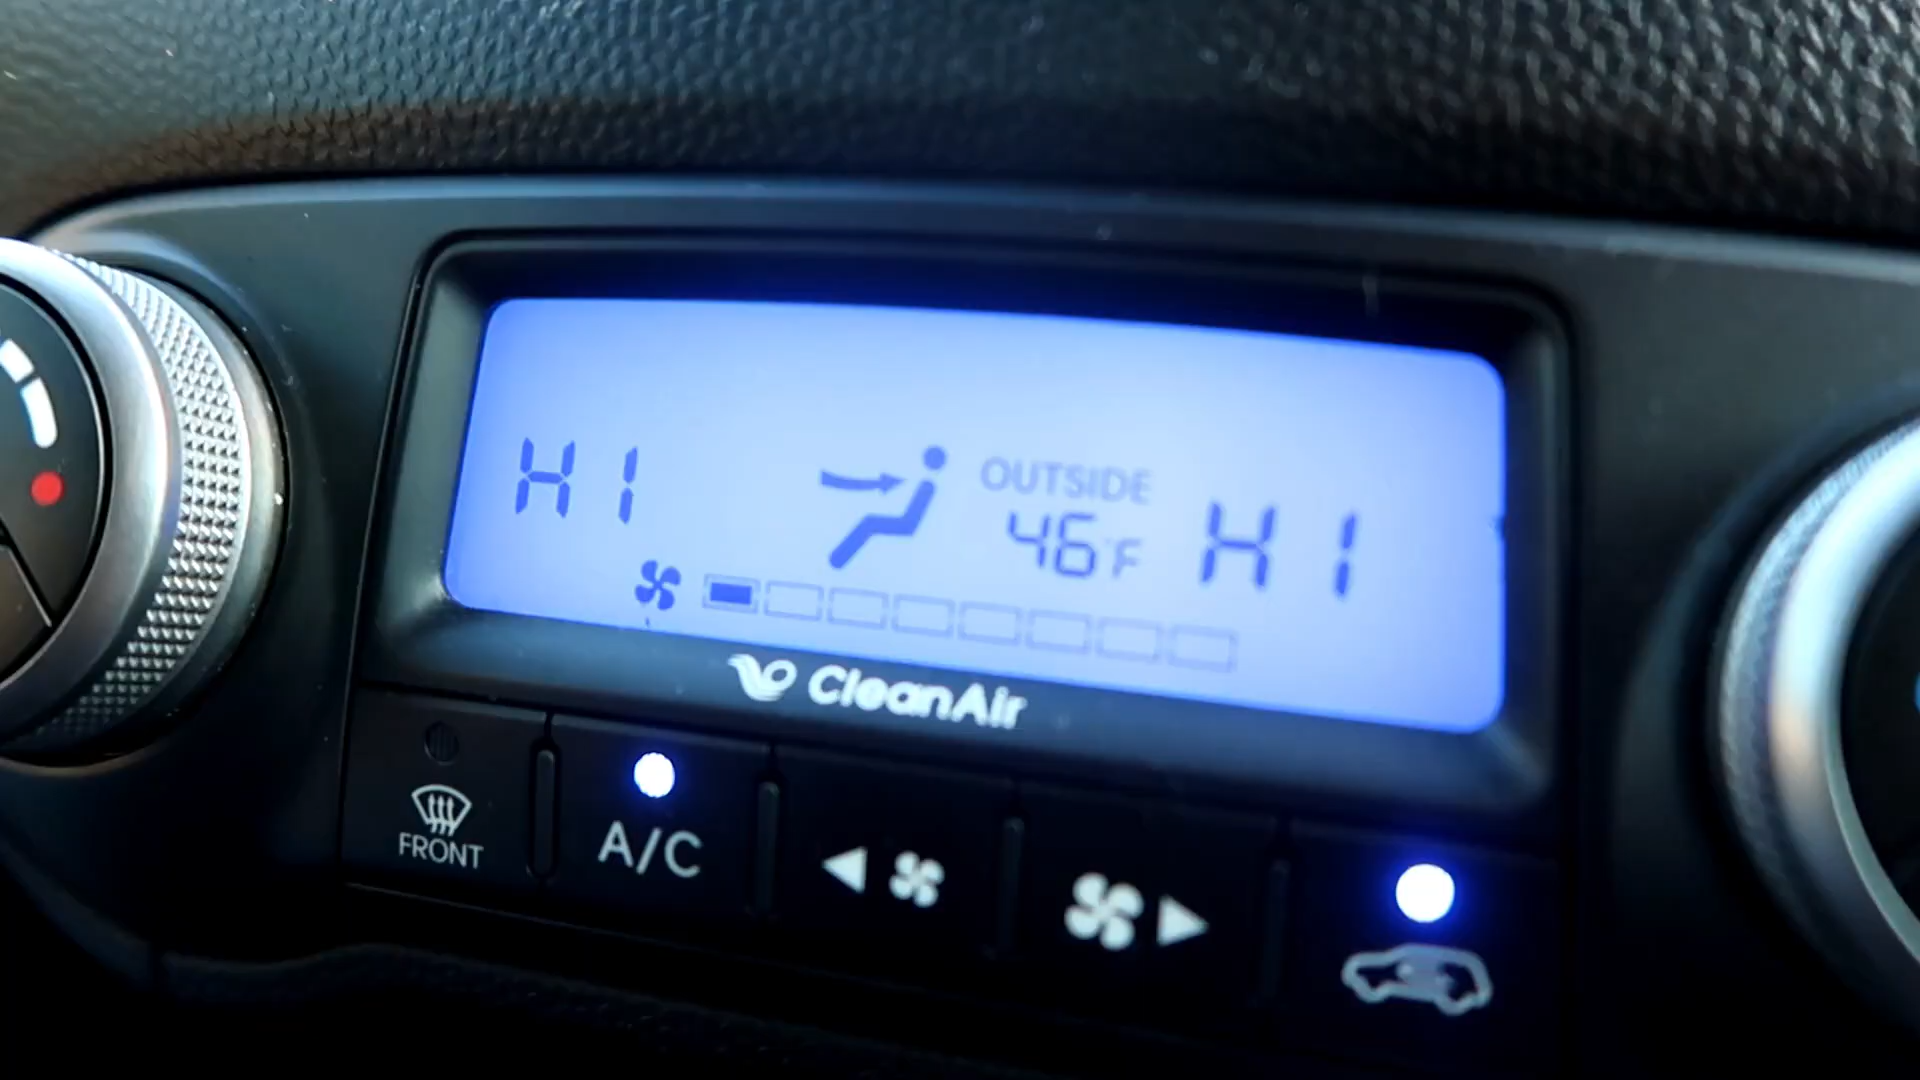 HI
OUTSIDE
46°F
HI
CleanAir
FRONT
A/C